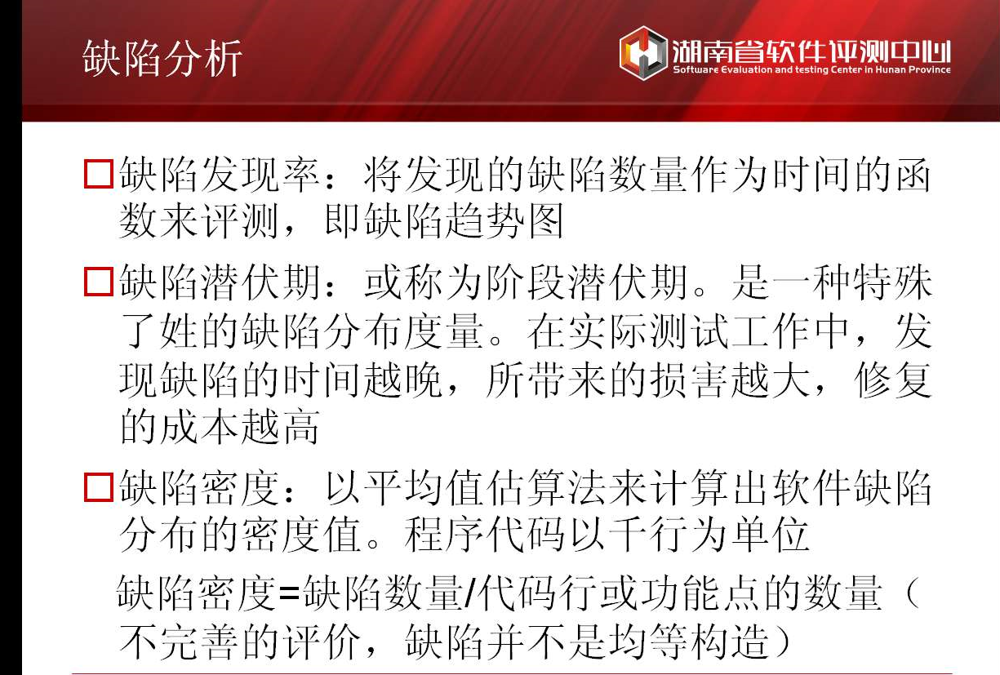 缺陷分析
湖南省软件评测中心
Software Evaluation and testing Center in Hunan Province
缺陷发现率：将发现的缺陷数量作为时间的函
数来评测，即缺陷趋势图
缺陷潜伏期：或称为阶段潜伏期。是一种特殊
了姓的缺陷分布度量。在实际测试工作中，发
现缺陷的时间越晚，所带来的损害越大，修复
的成本越高
缺陷密度：以平均值估算法来计算出软件缺陷
分布的密度值。程序代码以千行为单位
缺陷密度=缺陷数量/代码行或功能点的数量（
不完善的评价，缺陷并不是均等构造）